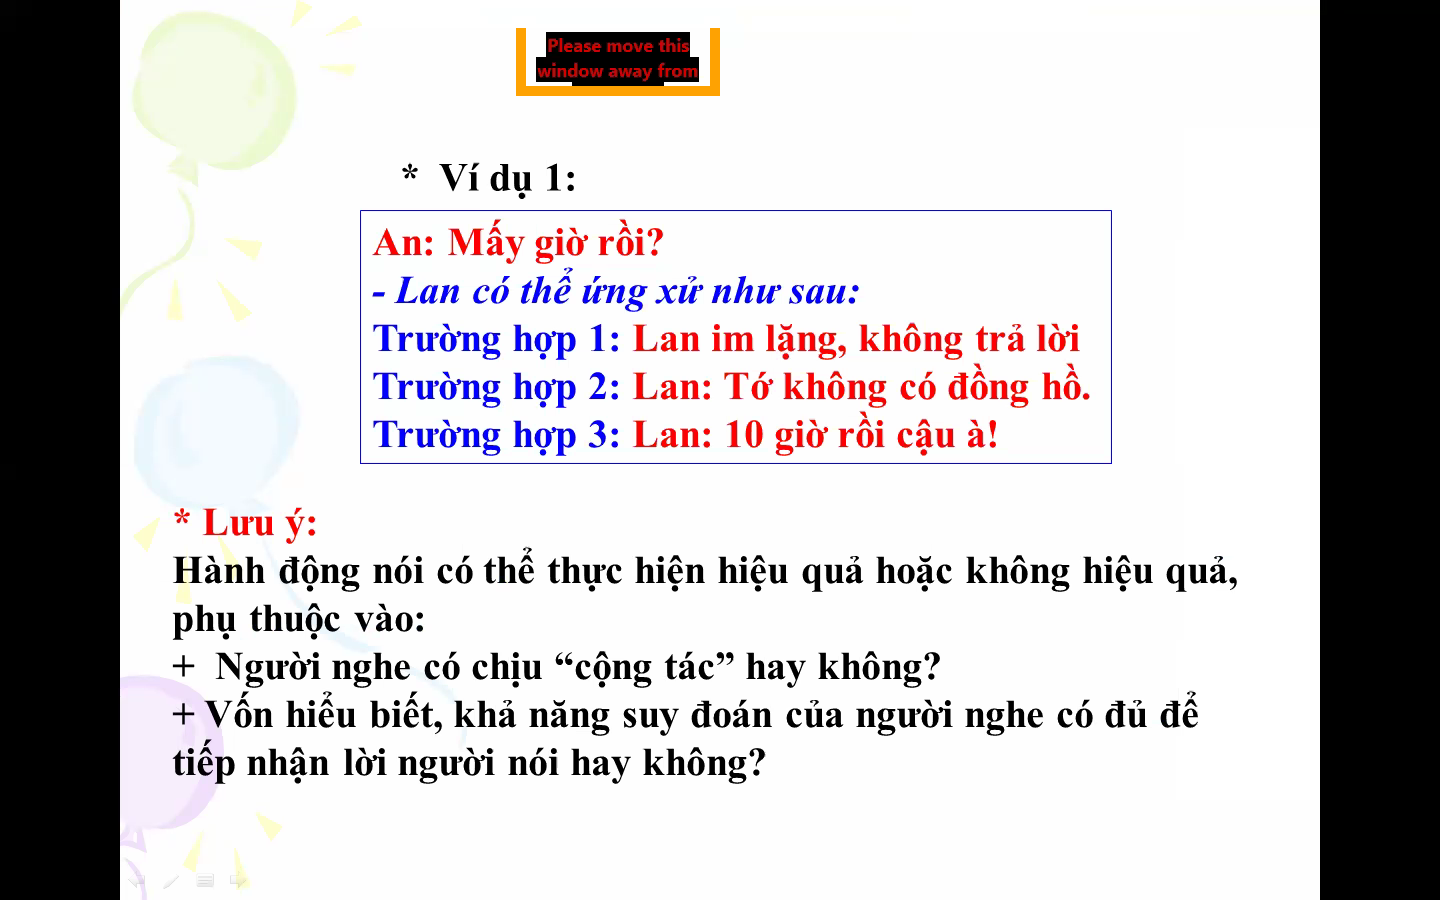 Please move this
window away from
* Ví dụ 1:
An: Mấy giờ rồi?
- Lan có thể ứng xử như sau:
Trường hợp 1: Lan im lặng, không trả lời
Trường hợp 2: Lan: Tớ không có đồng hồ.
Trường hợp 3: Lan: 10 giờ rồi cậu à!
* Lưu ý:
Hành động nói có thể thực hiện hiệu quả hoặc không hiệu quả,
phụ thuộc vào:
+ Người nghe có chịu “cộng tác” hay không?
+ Vốn hiểu biết, khả năng suy đoán của người nghe có đủ để
tiếp nhận lời người nói hay không?